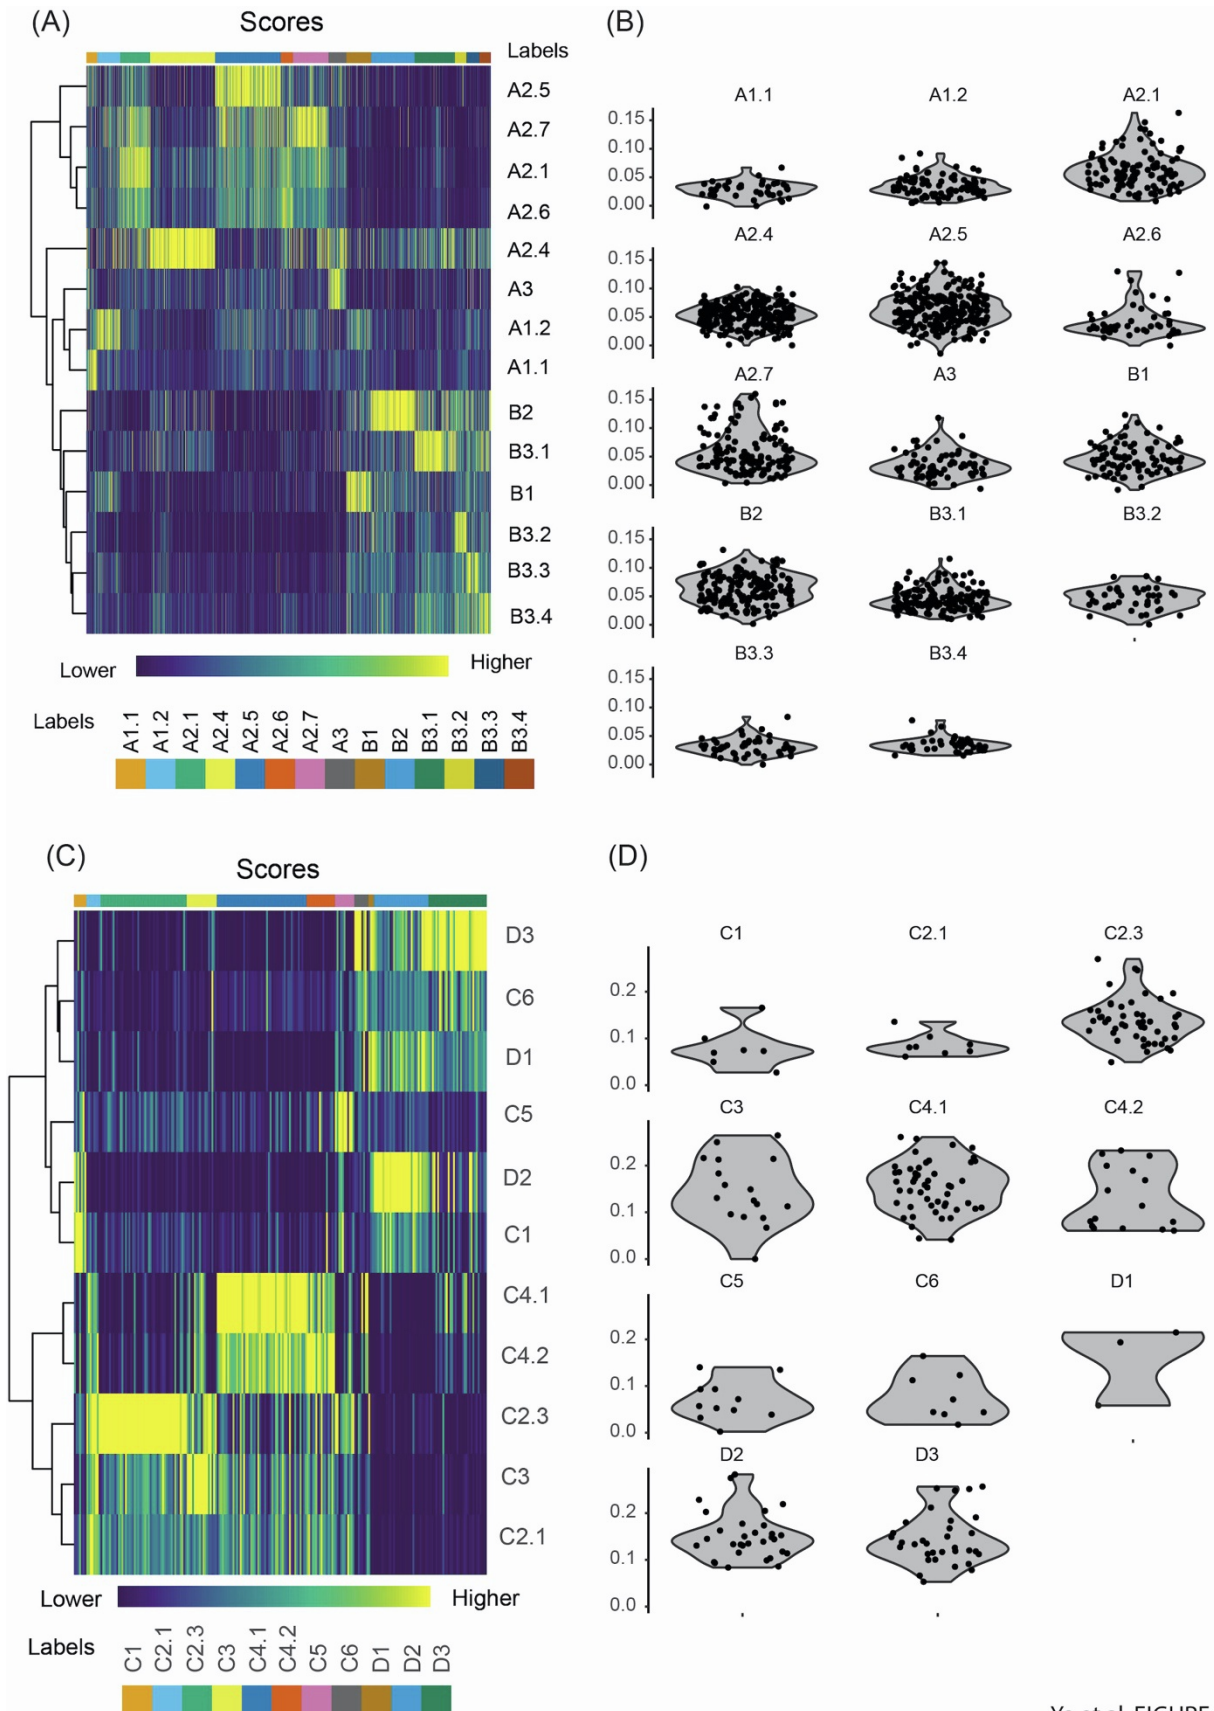 (A)
Scores
Labels
A2.5
A2.7
A2.1
A2.6
A2.4
A3
A1.2
A1.1
B2
B3.1
B1
B3.2
B3.3
B3.4
Lower
Higher
Labels
A1.1
A1.2
A2.1
A2.4
A2.5
A2.6
A2.7
A3
B1
B2
B3.1
B3.2
B3.3
B3.4
(B)
A1.1 A1.2 A2.1
0.15
0.10
0.05
0.00
A2.4 A2.5 A2.6
0.15
0.10
0.05
0.00
A2.7 A3 B1
0.15
0.10
0.05
0.00
B2 B3.1 B3.2
0.15
0.10
0.05
0.00
B3.3 B3.4
0.15
0.10
0.05
0.00
(C)
Scores
D3
C6
D1
C5
D2
C1
C4.1
C4.2
C2.3
C3
C2.1
Lower
Higher
Labels
C1
C2.1
C2.3
C3
C4.1
C4.2
C5
C6
D1
D2
D3
(D)
C1 C2.1 C2.3
0.2
0.1
0.0
C3 C4.1 C4.2
0.2
0.1
0.0
C5 C6 D1
0.2
0.1
0.0
D2 D3
0.2
0.1
0.0